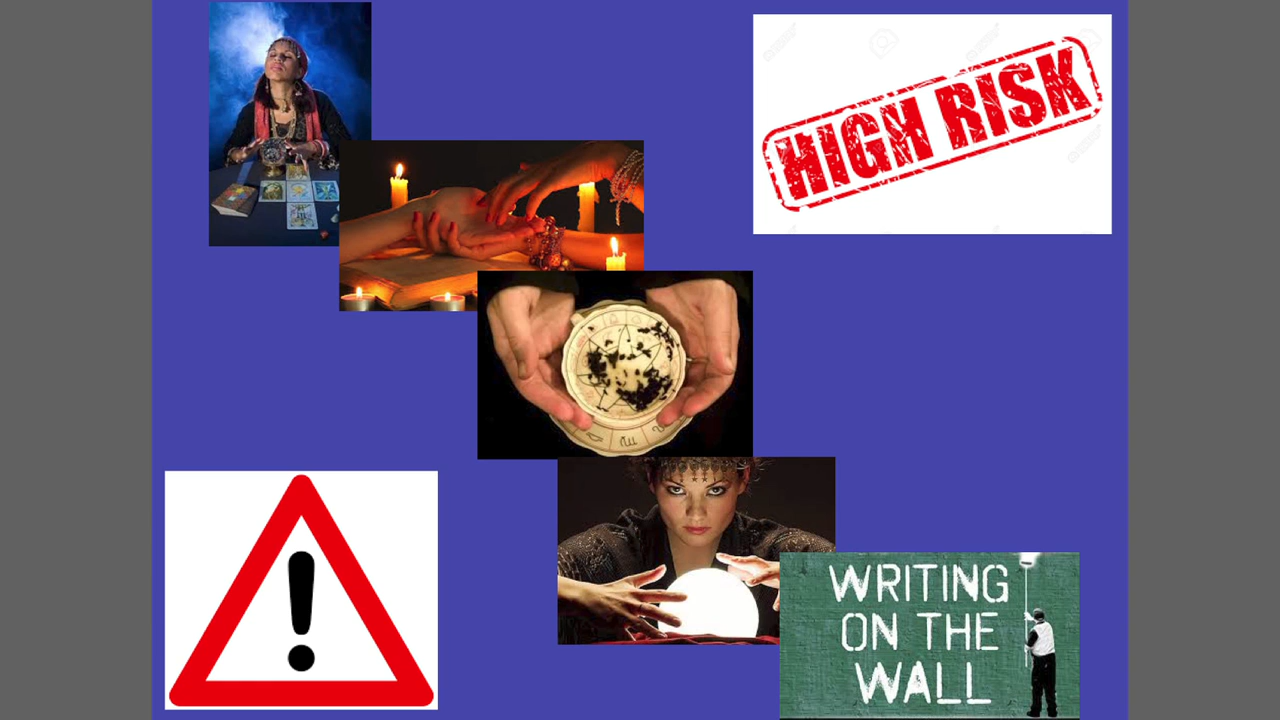 HIGH RISK
WRITING
ON THE
WALL